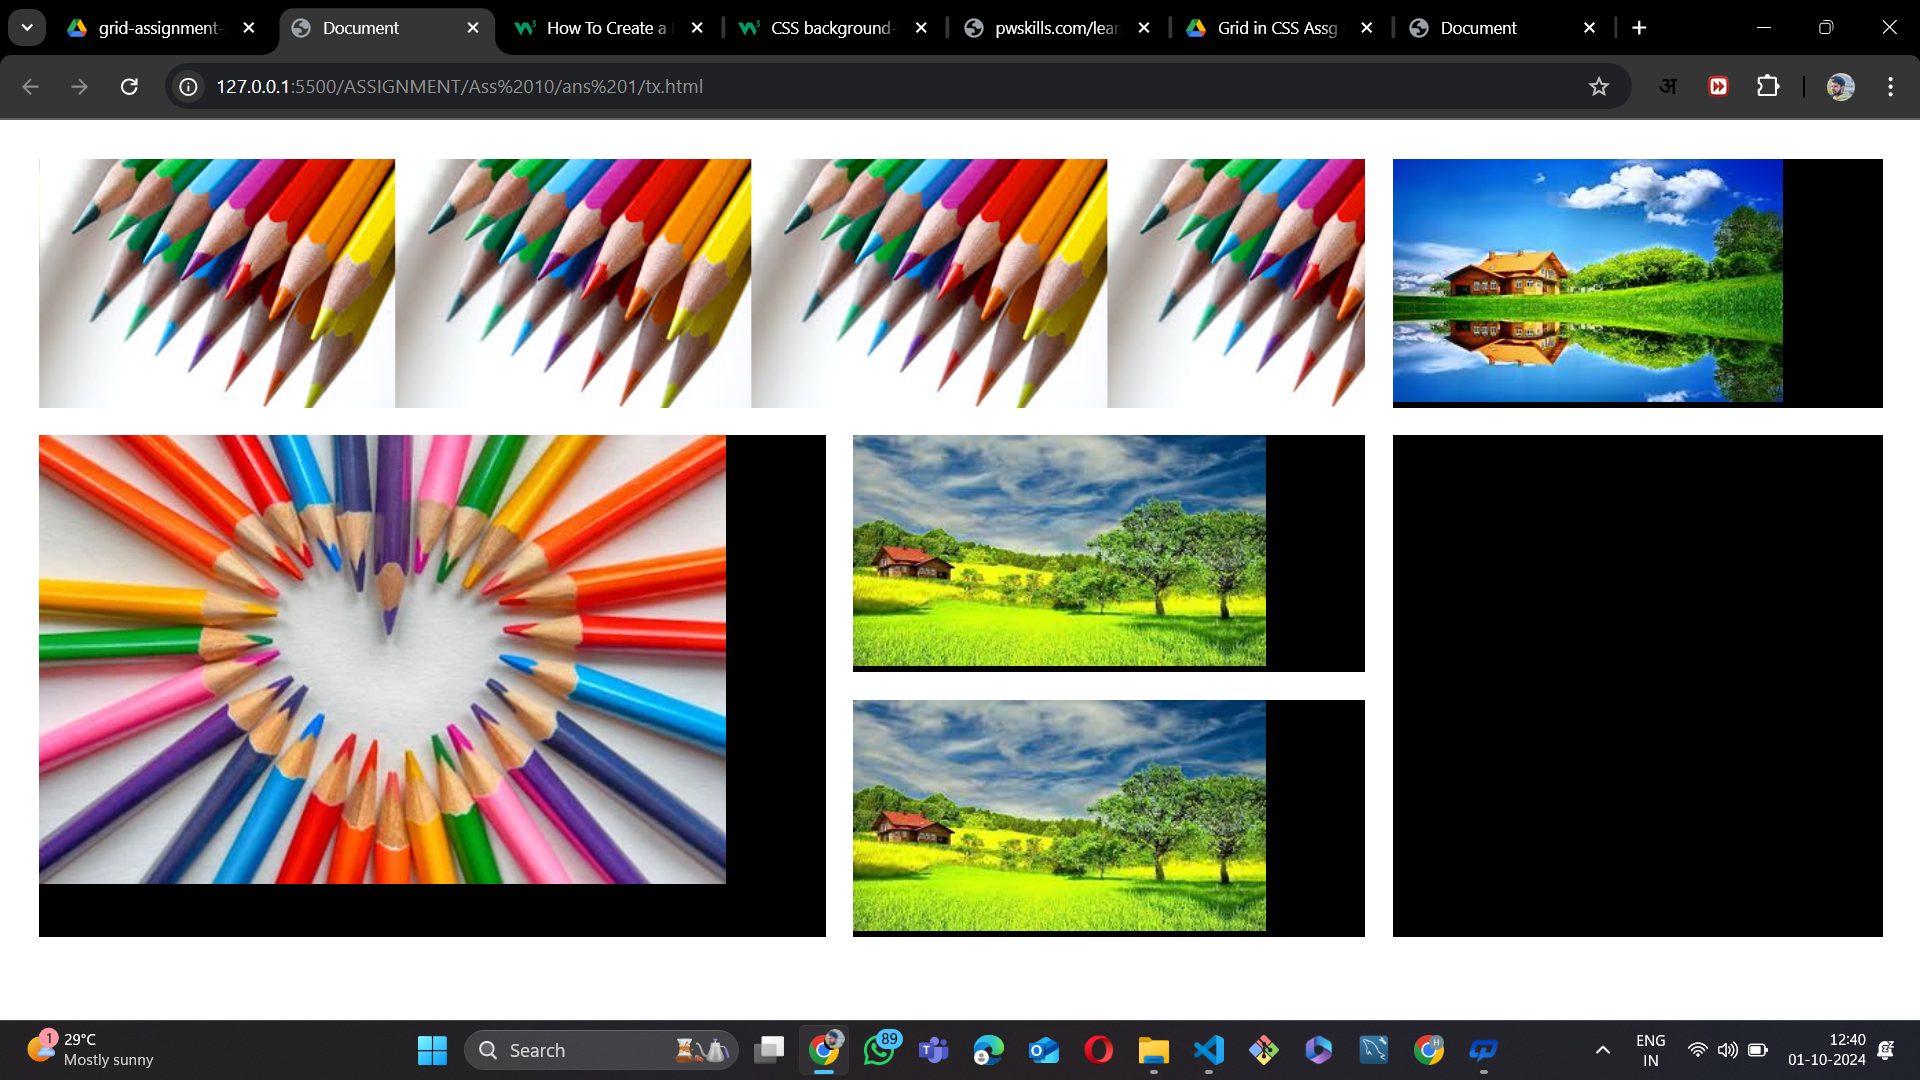 grid-assignment-
Document
How To Create a
CSS background-
pwskills.com/lear
Grid in CSS Assg
Document
127.0.0.1:5500/ASSIGNMENT/Ass%2010/ans%201/tx.html
अ
1
29°C
Mostly sunny
Search
89
ENG
IN
12:40
01-10-2024